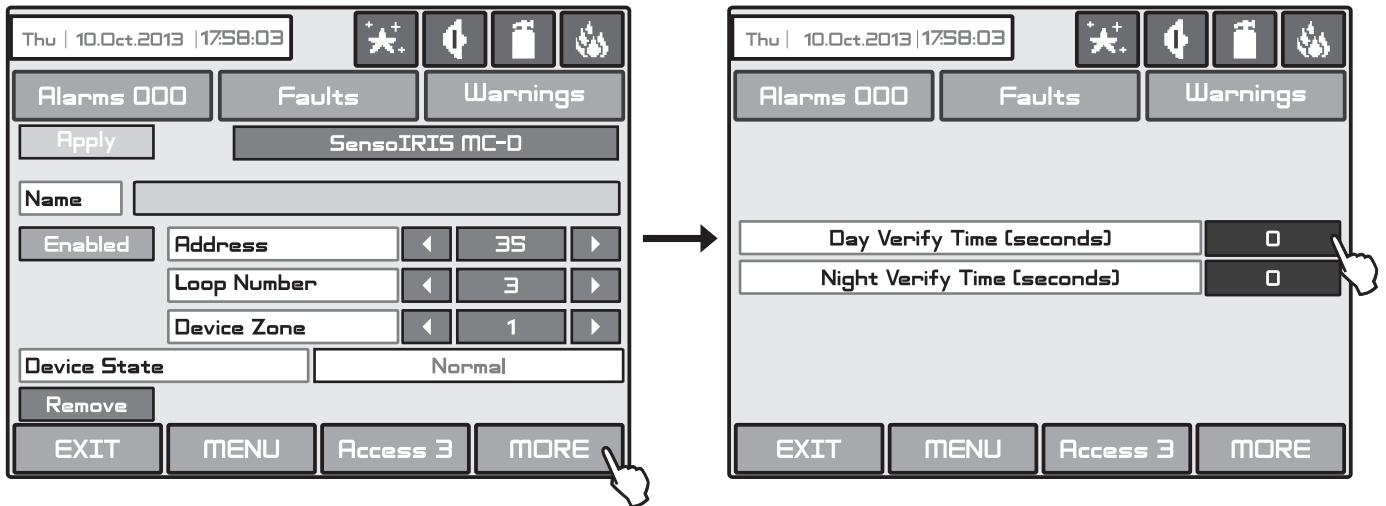 Thu | 10.Oct.2013 |17:58:03
Alarms 000 Faults Warnings
Apply SensoIRIS MC-D
Name
Enabled Address 35
Loop Number 3
Device Zone 1
Device State Normal
Remove
EXIT MENU Access 3 MORE
Thu | 10.Oct.2013 |17:58:03
Alarms 000 Faults Warnings
Day Verify Time (seconds) 0
Night Verify Time (seconds) 0
EXIT MENU Access 3 MORE